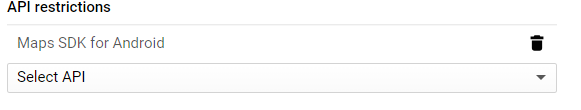 API restrictions
Maps SDK for Android
Select API